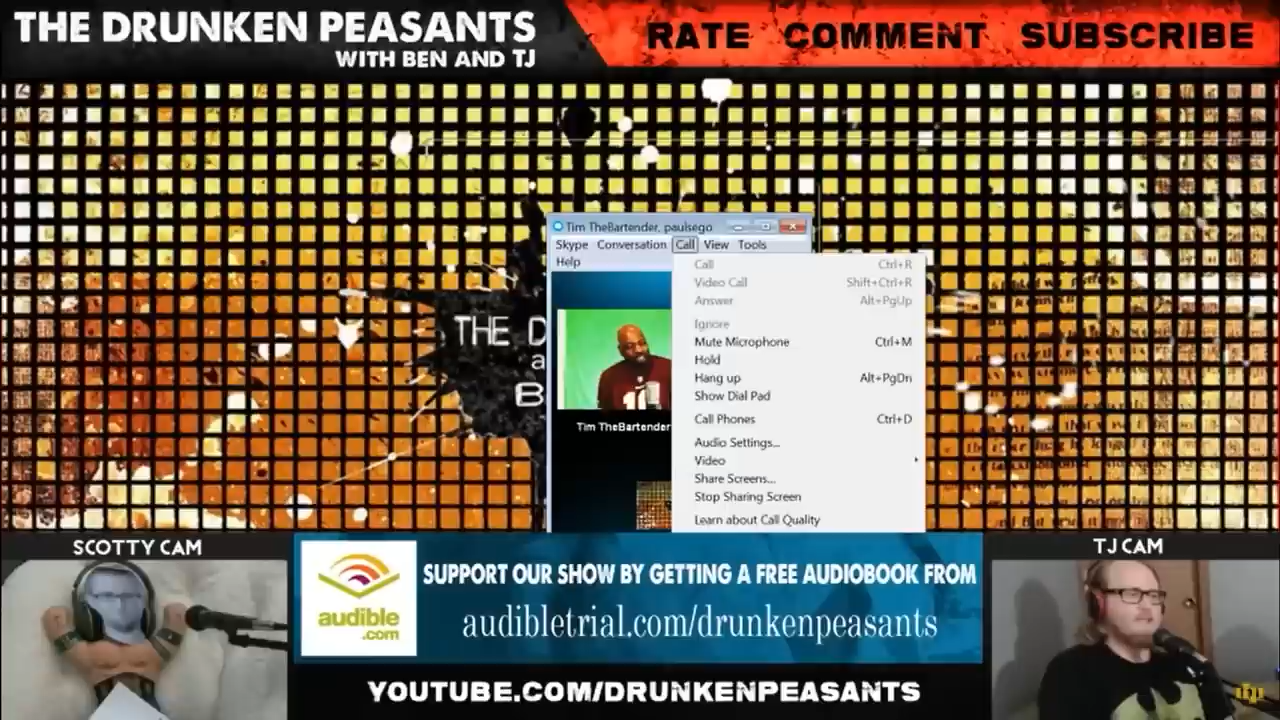 THE DRUNKEN PEASANTS
WITH BEN AND TJ
RATE COMMENT SUBSCRIBE
Tim TheBartender, paulsego
Skype Conversation Call View Tools
Help
Call Ctrl+R
Video Call Shift+Ctrl+R
Answer Alt+PgUp
Ignore
Mute Microphone Ctrl+M
Hold
Hang up Alt+PgDn
Show Dial Pad
Call Phones Ctrl+D
Audio Settings...
Video
Share Screens...
Stop Sharing Screen
Learn about Call Quality
THE D
a
B
Tim TheBartender
SCOTTY CAM
TJ CAM
audible
.com
SUPPORT OUR SHOW BY GETTING A FREE AUDIOBOOK FROM
audibletrial.com/drunkenpeasants
YOUTUBE.COM/DRUNKENPEASANTS